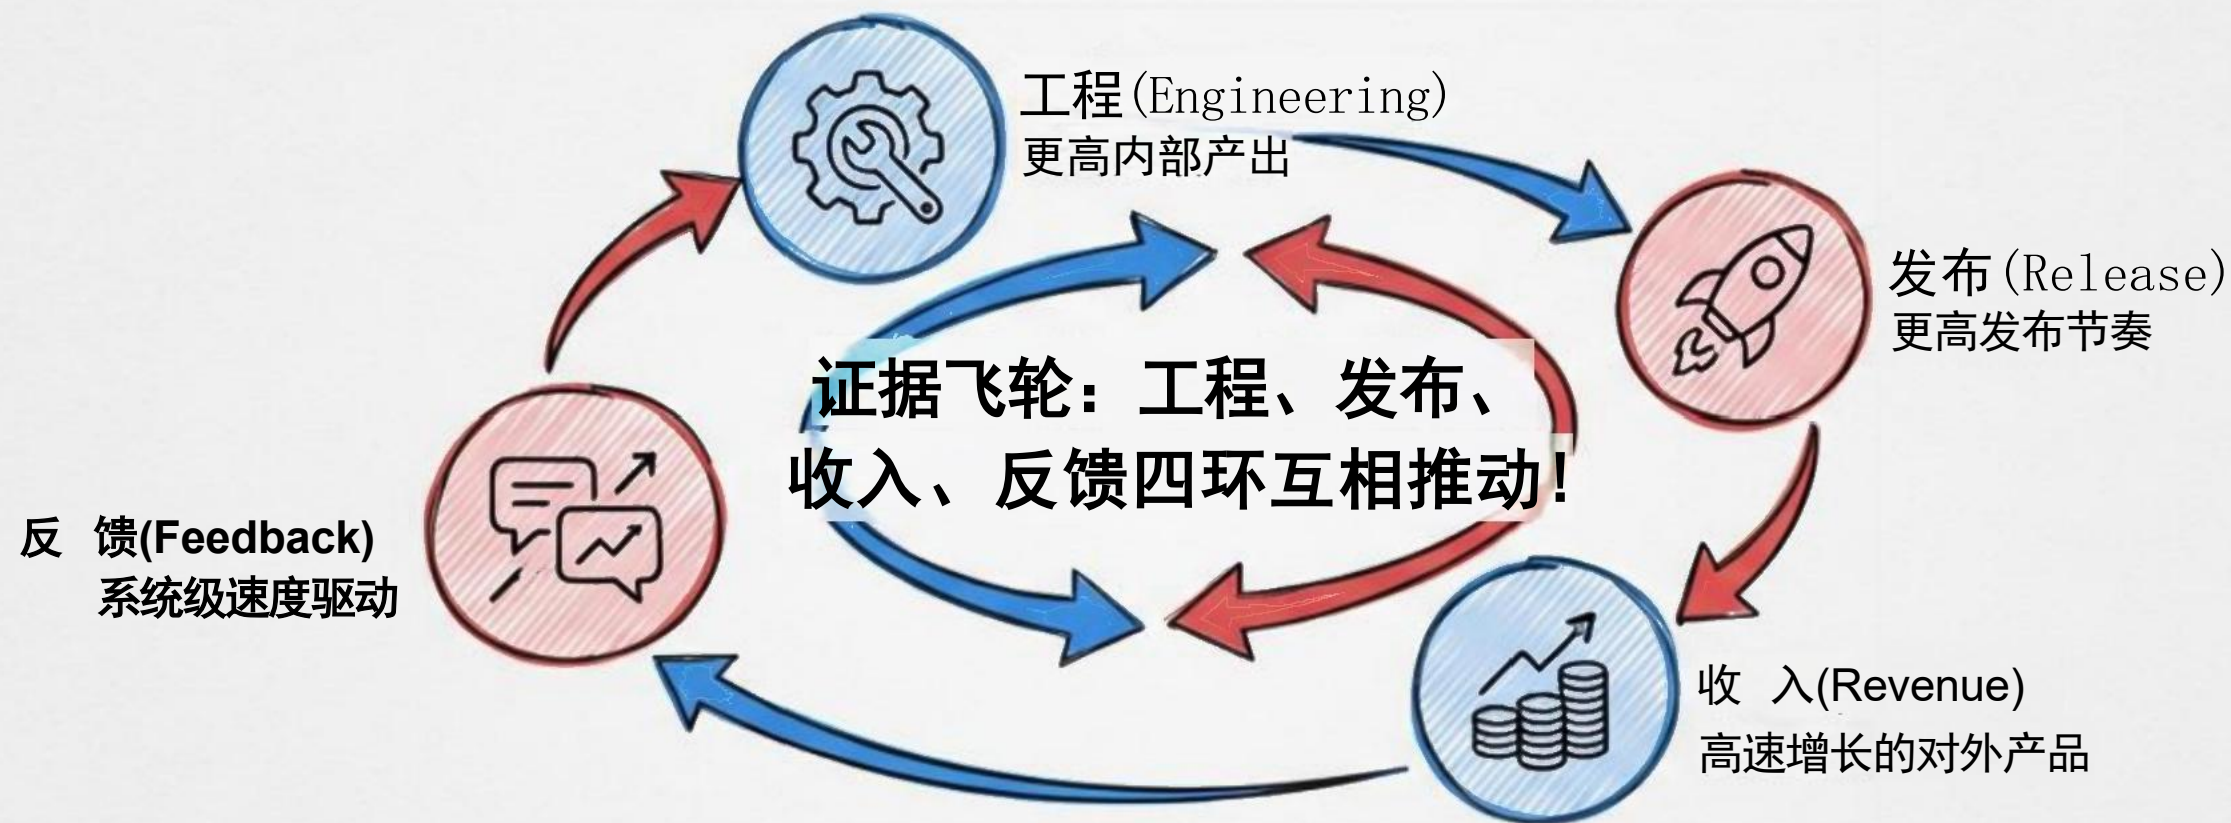 工程(Engineering)
更高内部产出
发布(Release)
更高发布节奏
证据飞轮：工程、发布、
收入、反馈四环互相推动！
反 馈(Feedback)
系统级速度驱动
收 入(Revenue)
高速增长的对外产品